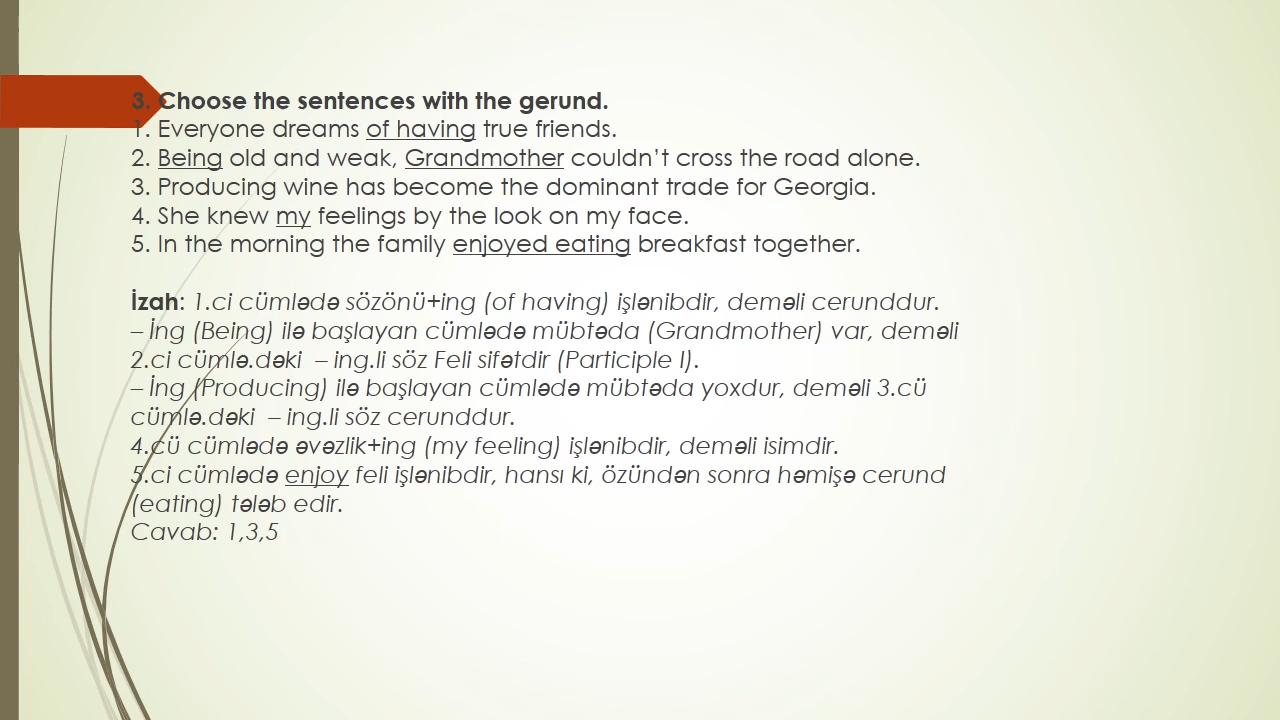 3. Choose the sentences with the gerund.
1. Everyone dreams of having true friends.
2. Being old and weak, Grandmother couldn’t cross the road alone.
3. Producing wine has become the dominant trade for Georgia.
4. She knew my feelings by the look on my face.
5. In the morning the family enjoyed eating breakfast together.
İzah: 1.ci cümlədə sözönü+ing (of having) işlənibdir, deməli cerunddur.
– İng (Being) ilə başlayan cümlədə mübtəda (Grandmother) var, deməli
2.ci cümlə.dəki – ing.li söz Feli sifətdir (Participle I).
– İng (Producing) ilə başlayan cümlədə mübtəda yoxdur, deməli 3.cü
cümlə.dəki – ing.li söz cerunddur.
4.cü cümlədə əvəzlik+ing (my feeling) işlənibdir, deməli isimdir.
5.ci cümlədə enjoy feli işlənibdir, hansı ki, özündən sonra həmişə cerund
(eating) tələb edir.
Cavab: 1,3,5